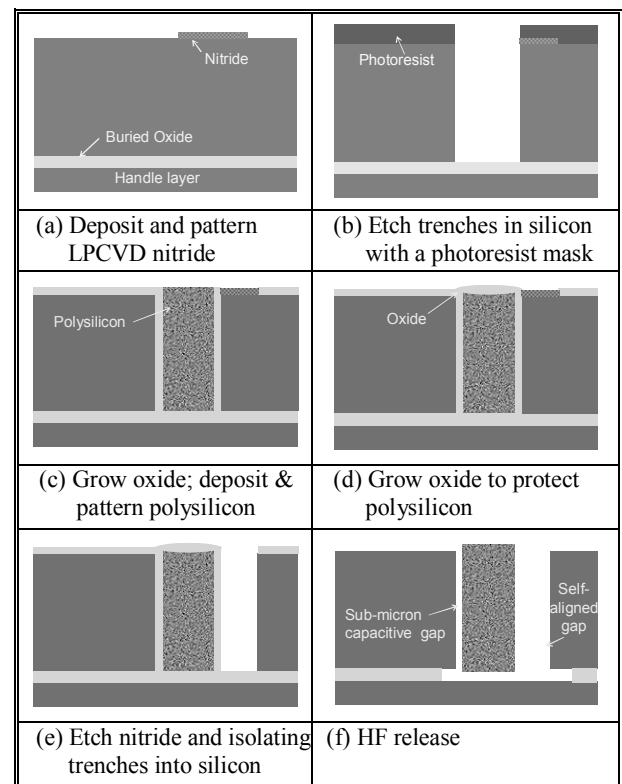 Nitride
Buried Oxide
Handle layer
(a) Deposit and pattern
LPCVD nitride
Photoresist
(b) Etch trenches in silicon
with a photoresist mask
Polysilicon
(c) Grow oxide; deposit &
pattern polysilicon
Oxide
(d) Grow oxide to protect
polysilicon
(e) Etch nitride and isolating
trenches into silicon
Sub-micron
capacitive gap
Self-
aligned
gap
(f) HF release